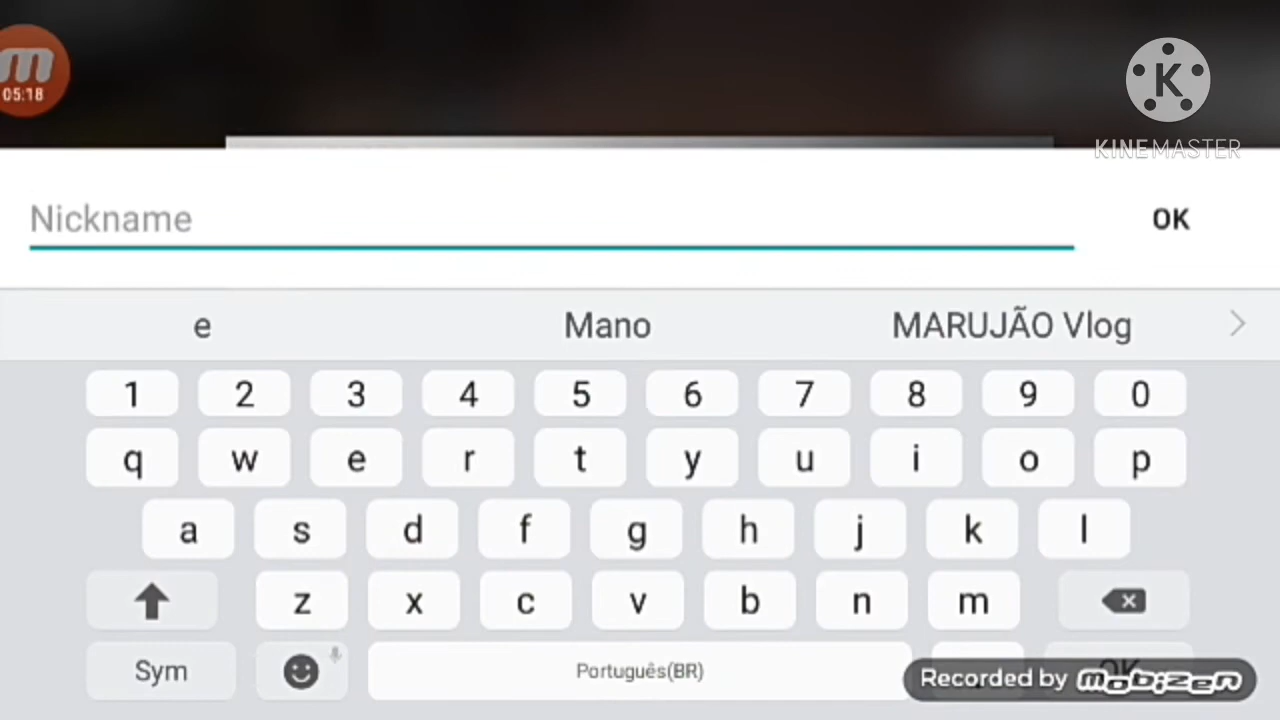 05:18
KINEMASTER
Nickname
OK
e Mano MARUJÃO Vlog
1 2 3 4 5 6 7 8 9 0
q w e r t y u i o p
a s d f g h j k l
z x c v b n m
Sym Português(BR) OK
Recorded by mobizen